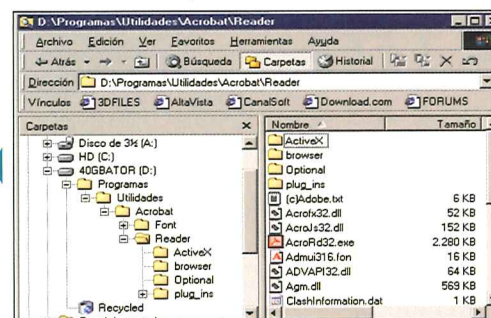 D:\Programas\Utilidades\Acrobat\Reader
Archivo Edición Ver Favoritos Herramientas Ayuda
Atrás Búsqueda Carpetas Historial
Dirección D:\Programas\Utilidades\Acrobat\Reader
Vínculos 3DFILES AltaVista CanalSoft Download.com FORUMS
Carpetas
Disco de 3½ (A:)
HD (C:)
40GBATOR (D:)
Programas
Utilidades
Acrobat
Font
Reader
ActiveX
browser
Optional
plug_ins
Recycled
Nombre Tamaño
ActiveX
browser
Optional
plug_ins
(c)Adobe.txt 6 KB
Acrofx32.dll 52 KB
AcroJs32.dll 152 KB
AcroRd32.exe 2.280 KB
Admui316.fon 16 KB
ADVAPI32.dll 64 KB
Agm.dll 569 KB
ClashInformation.dat 1 KB